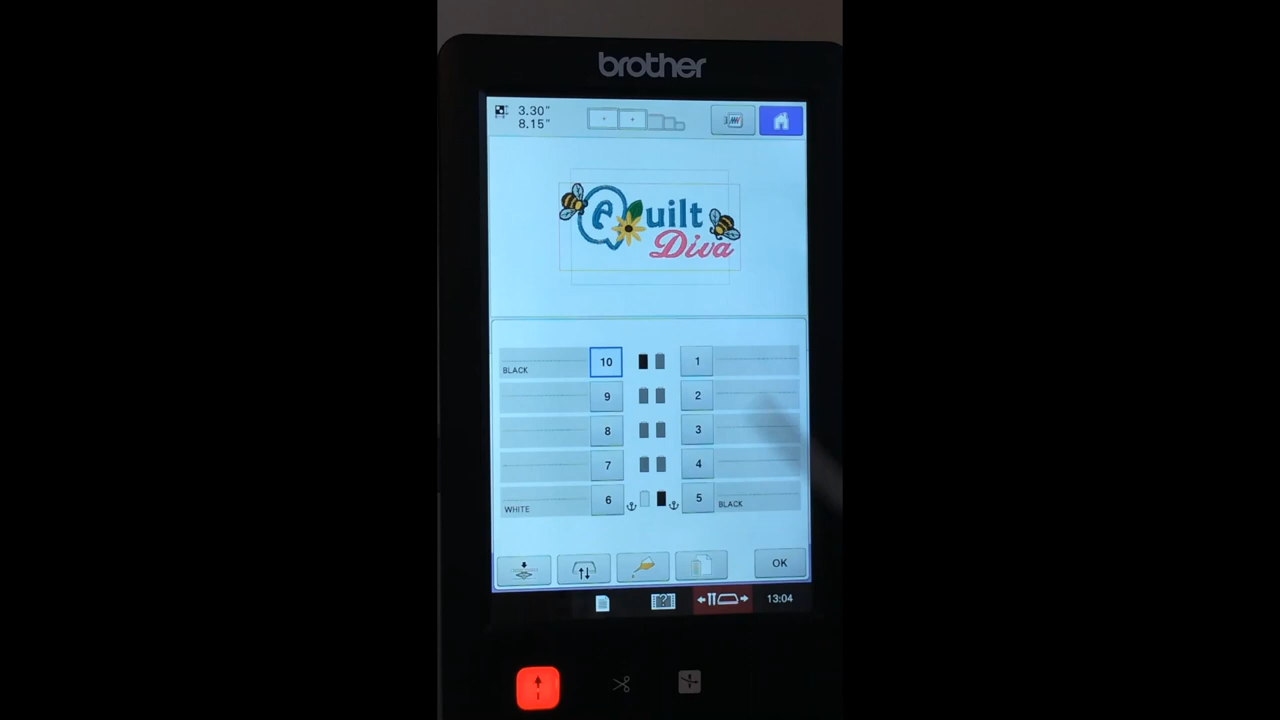 brother
3.30"
8.15"
e uilt
Diva
10 1
BLACK
9 2
8 3
7 4
6 5
WHITE BLACK
OK
13:04